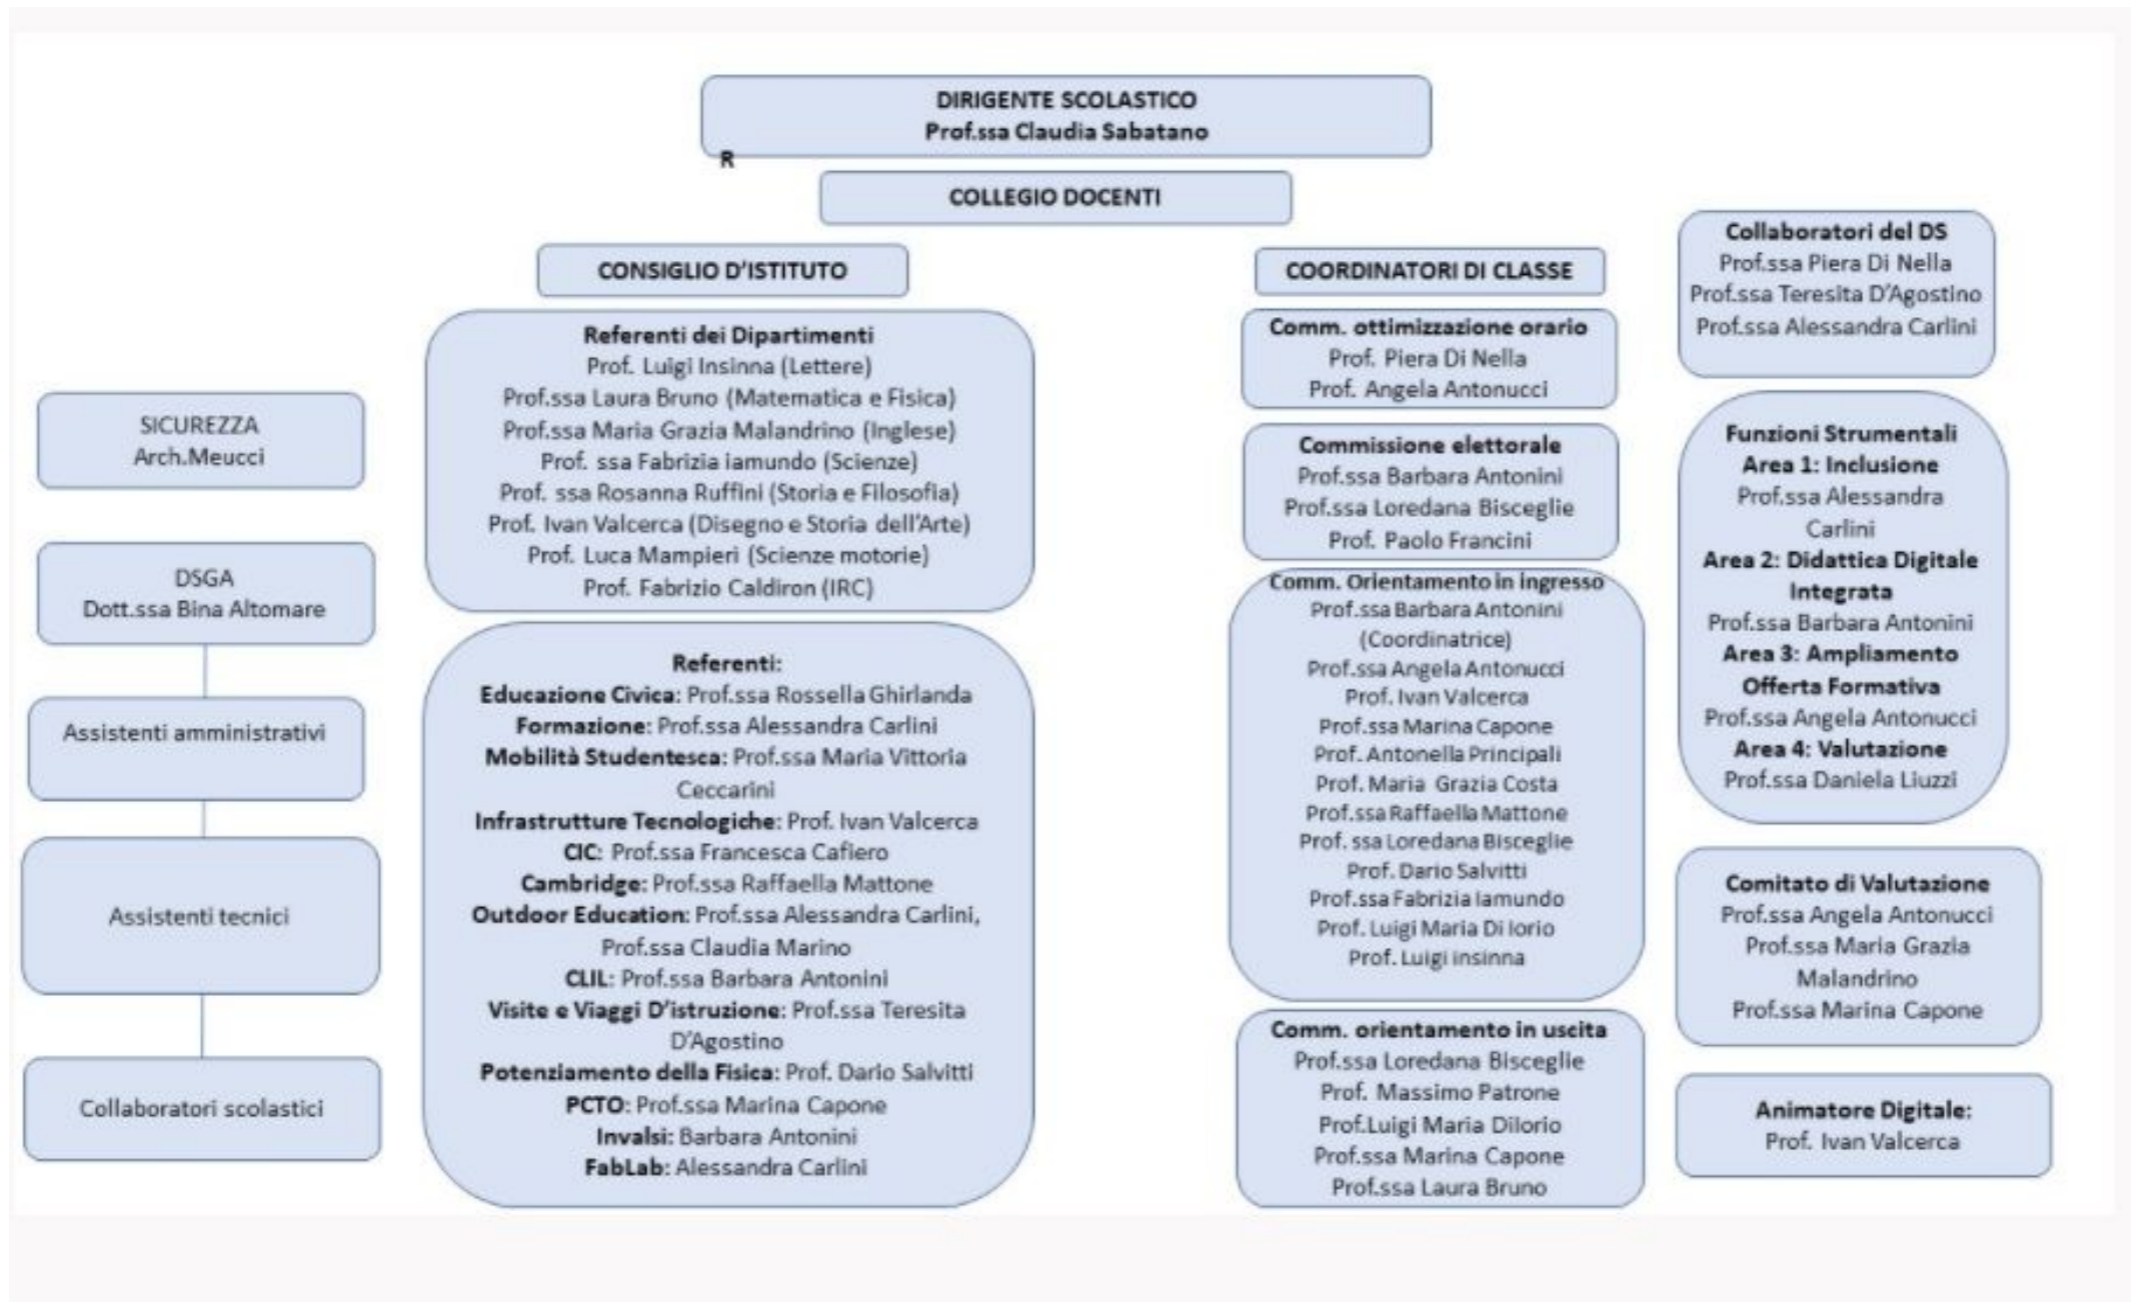 DIRIGENTE SCOLASTICO
Prof.ssa Claudia Sabatano
R
COLLEGIO DOCENTI
CONSIGLIO D'ISTITUTO
Referenti dei Dipartimenti
Prof. Luigi Insinna (Lettere)
Prof.ssa Laura Bruno (Matematica e Fisica)
Prof.ssa Maria Grazia Malandrino (Inglese)
Prof. ssa Fabrizia iamundo (Scienze)
Prof. ssa Rosanna Ruffini (Storia e Filosofia)
Prof. Ivan Valcerca (Disegno e Storia dell'Arte)
Prof. Luca Mampieri (Scienze motorie)
Prof. Fabrizio Caldiron (IRC)
Referenti:
Educazione Civica: Prof.ssa Rossella Ghirlanda
Formazione: Prof.ssa Alessandra Carlini
Mobilità Studentesca: Prof.ssa Maria Vittoria
Ceccarini
Infrastrutture Tecnologiche: Prof. Ivan Valcerca
CIC: Prof.ssa Francesca Cafiero
Cambridge: Prof.ssa Raffaella Mattone
Outdoor Education: Prof.ssa Alessandra Carlini,
Prof.ssa Claudia Marino
CLIL: Prof.ssa Barbara Antonini
Visite e Viaggi D'istruzione: Prof.ssa Teresita
D'Agostino
Potenziamento della Fisica: Prof. Dario Salvitti
PCTO: Prof.ssa Marina Capone
Invalsi: Barbara Antonini
FabLab: Alessandra Carlini
SICUREZZA
Arch.Meucci
DSGA
Dott.ssa Bina Altomare
Assistenti amministrativi
Assistenti tecnici
Collaboratori scolastici
COORDINATORI DI CLASSE
Comm. ottimizzazione orario
Prof. Piera Di Nella
Prof. Angela Antonucci
Commissione elettorale
Prof.ssa Barbara Antonini
Prof.ssa Loredana Bisceglie
Prof. Paolo Francini
Comm. Orientamento in ingresso
Prof.ssa Barbara Antonini
(Coordinatrice)
Prof.ssa Angela Antonucci
Prof. Ivan Valcerca
Prof.ssa Marina Capone
Prof. Antonella Principali
Prof. Maria Grazia Costa
Prof.ssa Raffaella Mattone
Prof. ssa Loredana Bisceglie
Prof. Dario Salvitti
Prof.ssa Fabrizia Iamundo
Prof. Luigi Maria Di Iorio
Prof. Luigi insinna
Comm. orientamento in uscita
Prof.ssa Loredana Bisceglie
Prof. Massimo Patrone
Prof.Luigi Maria DiIorio
Prof.ssa Marina Capone
Prof.ssa Laura Bruno
Collaboratori del DS
Prof.ssa Piera Di Nella
Prof.ssa Teresita D'Agostino
Prof.ssa Alessandra Carlini
Funzioni Strumentali
Area 1: Inclusione
Prof.ssa Alessandra
Carlini
Area 2: Didattica Digitale
Integrata
Prof.ssa Barbara Antonini
Area 3: Ampliamento
Offerta Formativa
Prof.ssa Angela Antonucci
Area 4: Valutazione
Prof.ssa Daniela Liuzzi
Comitato di Valutazione
Prof.ssa Angela Antonucci
Prof.ssa Maria Grazia
Malandrino
Prof.ssa Marina Capone
Animatore Digitale:
Prof. Ivan Valcerca